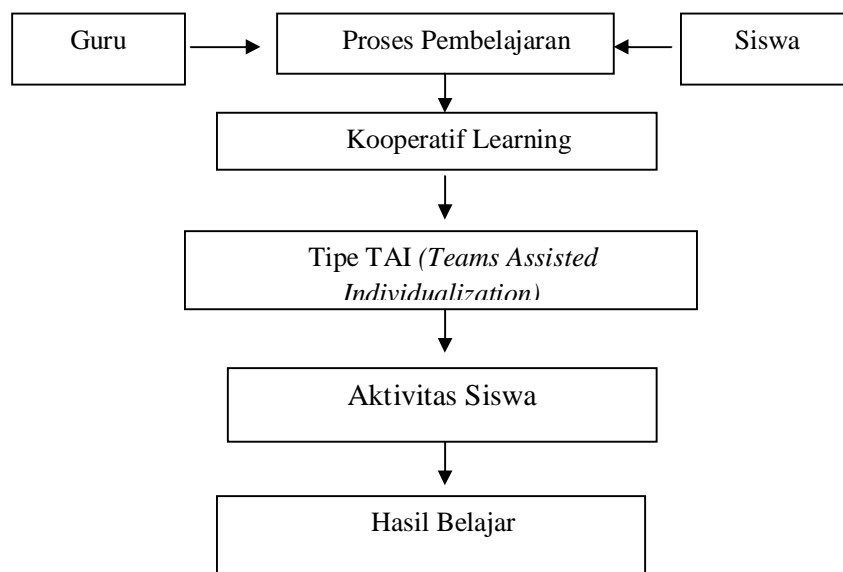 Guru
Proses Pembelajaran
Siswa
Kooperatif Learning
Tipe TAI (Teams Assisted
Individualization)
Aktivitas Siswa
Hasil Belajar